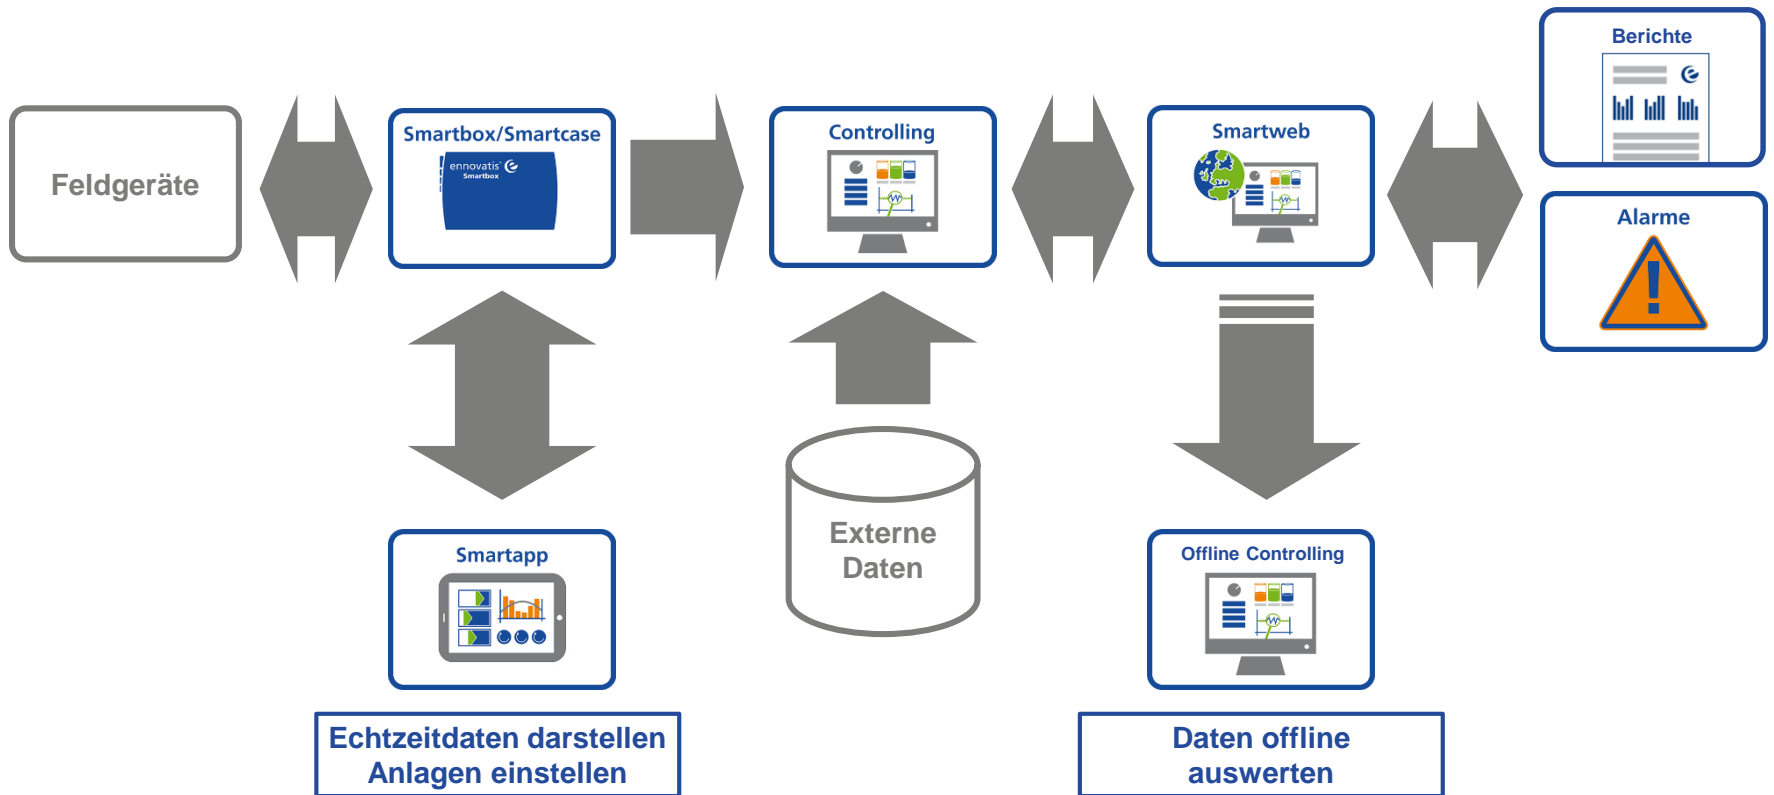 Berichte
Feldgeräte
Smartbox/Smartcase
ennovatis
Smartbox
Controlling
Smartweb
Alarme
!
Externe
Daten
Smartapp
Offline Controlling
Echtzeitdaten darstellen
Anlagen einstellen
Daten offline
auswerten